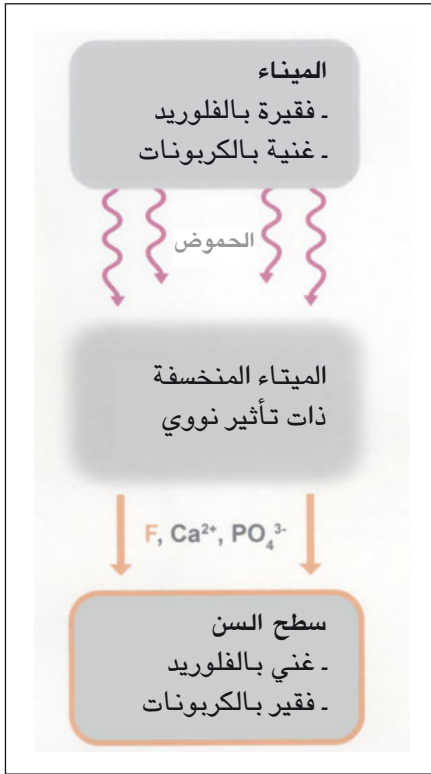 الميناء
- فقيرة بالفلوريد
- غنية بالكربونات
الحموض
الميتاء المنخسفة
ذات تأثير نووي
F, Ca²⁺, PO₄³⁻
سطح السن
- غني بالفلوريد
- فقير بالكربونات